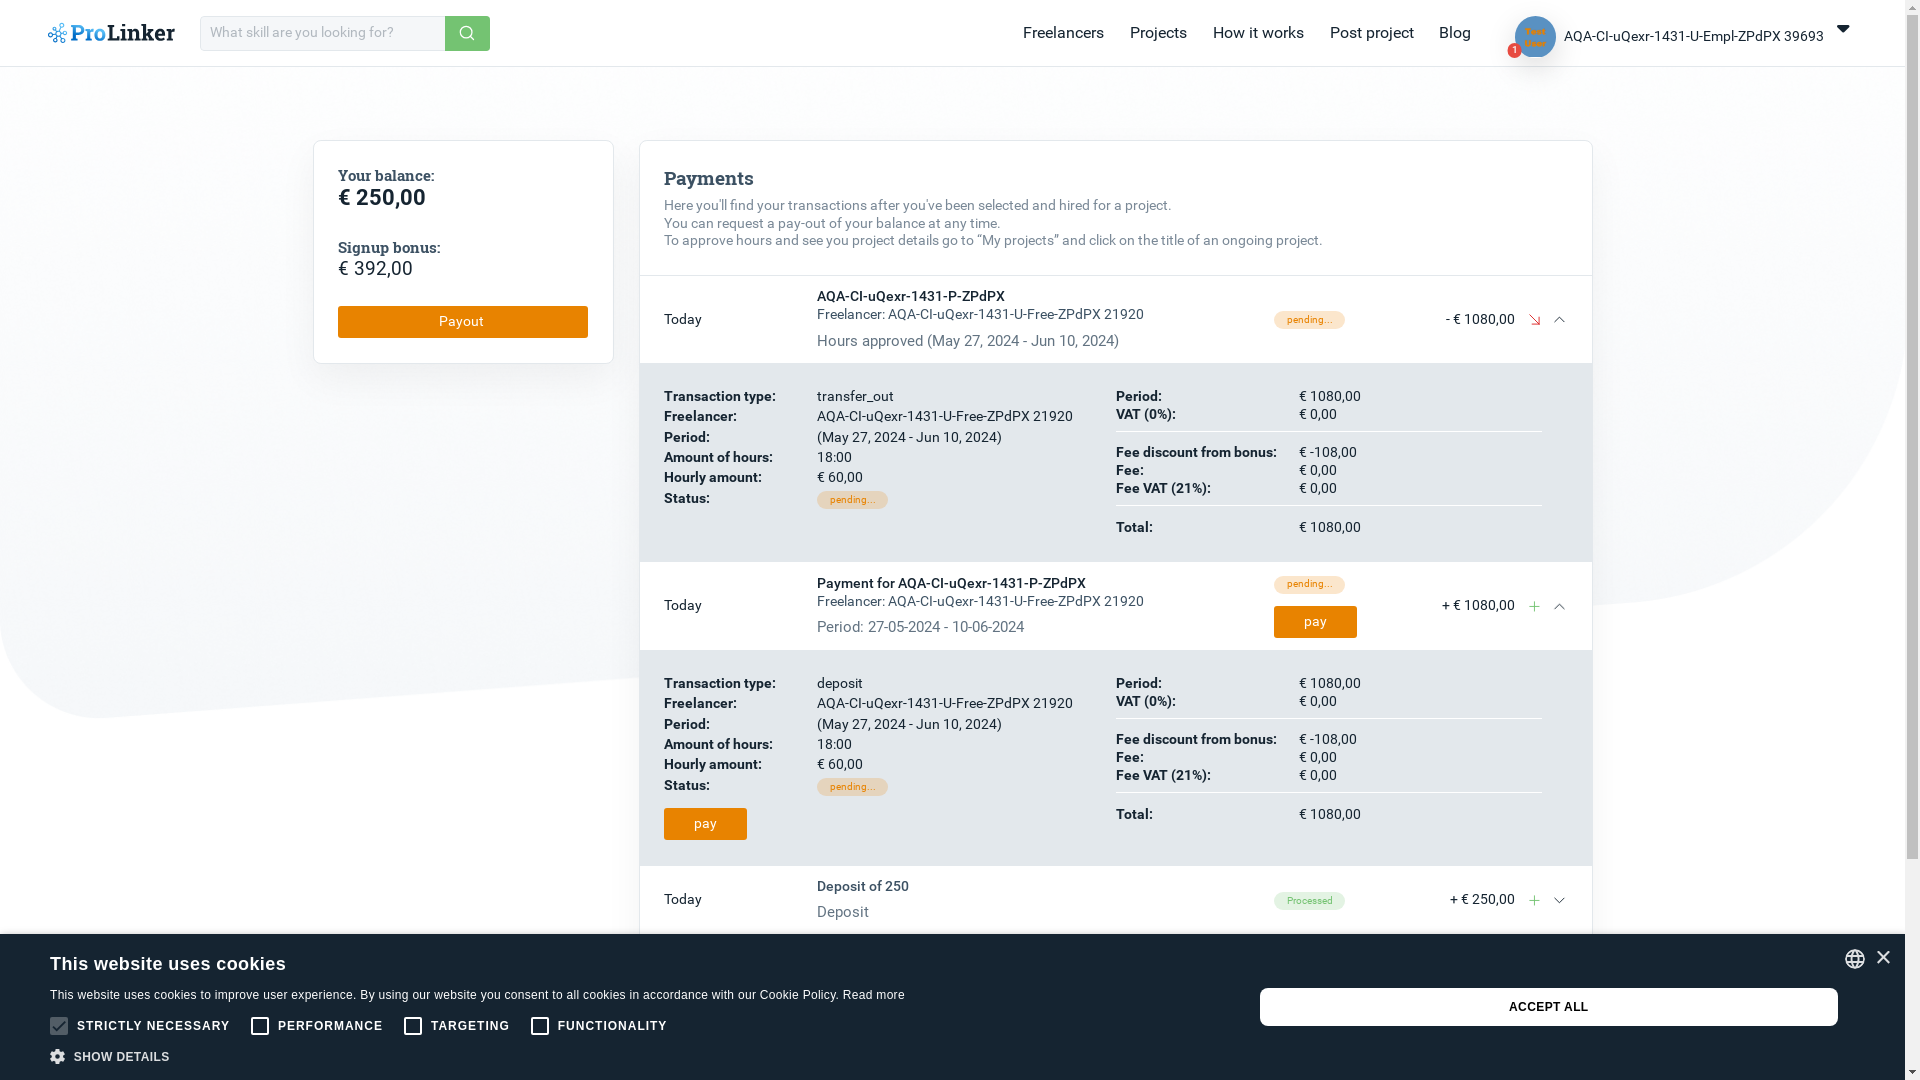 ProLinker
What skill are you looking for?
Freelancers
Projects
How it works
Post project
Blog
1
AQA-CI-uQexr-1431-U-Empl-ZPdPX 39693
Your balance:
€ 250,00
Signup bonus:
€ 392,00
Payout
Payments
Here you'll find your transactions after you've been selected and hired for a project.
You can request a pay-out of your balance at any time.
To approve hours and see you project details go to “My projects” and click on the title of an ongoing project.
Today
AQA-CI-uQexr-1431-P-ZPdPX
Freelancer: AQA-CI-uQexr-1431-U-Free-ZPdPX 21920
Hours approved (May 27, 2024 - Jun 10, 2024)
pending...
- € 1080,00
Transaction type: transfer_out
Freelancer: AQA-CI-uQexr-1431-U-Free-ZPdPX 21920
Period: (May 27, 2024 - Jun 10, 2024)
Amount of hours: 18:00
Hourly amount: € 60,00
Status: pending...
Period: € 1080,00
VAT (0%): € 0,00
Fee discount from bonus: € -108,00
Fee: € 0,00
Fee VAT (21%): € 0,00
Total: € 1080,00
Today
Payment for AQA-CI-uQexr-1431-P-ZPdPX
Freelancer: AQA-CI-uQexr-1431-U-Free-ZPdPX 21920
Period: 27-05-2024 - 10-06-2024
pending...
pay
+ € 1080,00
Transaction type: deposit
Freelancer: AQA-CI-uQexr-1431-U-Free-ZPdPX 21920
Period: (May 27, 2024 - Jun 10, 2024)
Amount of hours: 18:00
Hourly amount: € 60,00
Status: pending...
pay
Period: € 1080,00
VAT (0%): € 0,00
Fee discount from bonus: € -108,00
Fee: € 0,00
Fee VAT (21%): € 0,00
Total: € 1080,00
Today
Deposit of 250
Deposit
Processed
+ € 250,00
This website uses cookies
This website uses cookies to improve user experience. By using our website you consent to all cookies in accordance with our Cookie Policy. Read more
STRICTLY NECESSARY
PERFORMANCE
TARGETING
FUNCTIONALITY
SHOW DETAILS
ACCEPT ALL